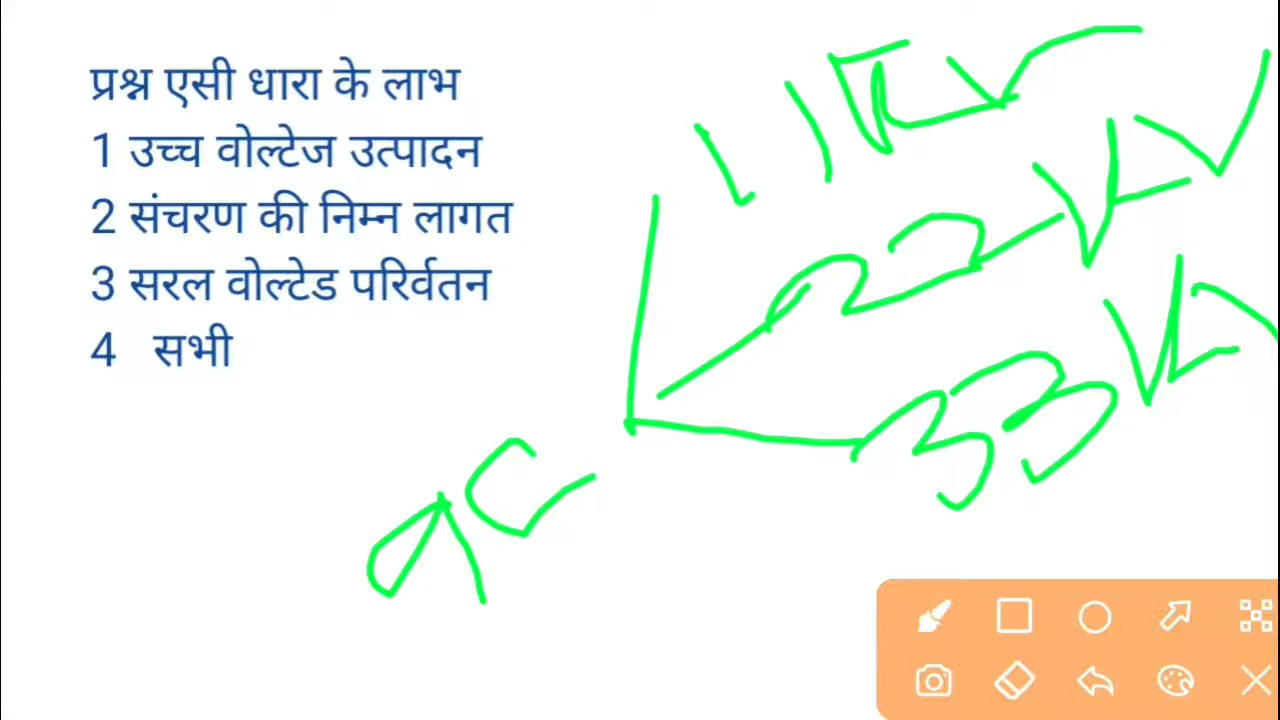 प्रश्न एसी धारा के लाभ
1 उच्च वोल्टेज उत्पादन
2 संचरण की निम्न लागत
3 सरल वोल्टेड परिर्वतन
4 सभी
11KV
22KV
33KV
ac